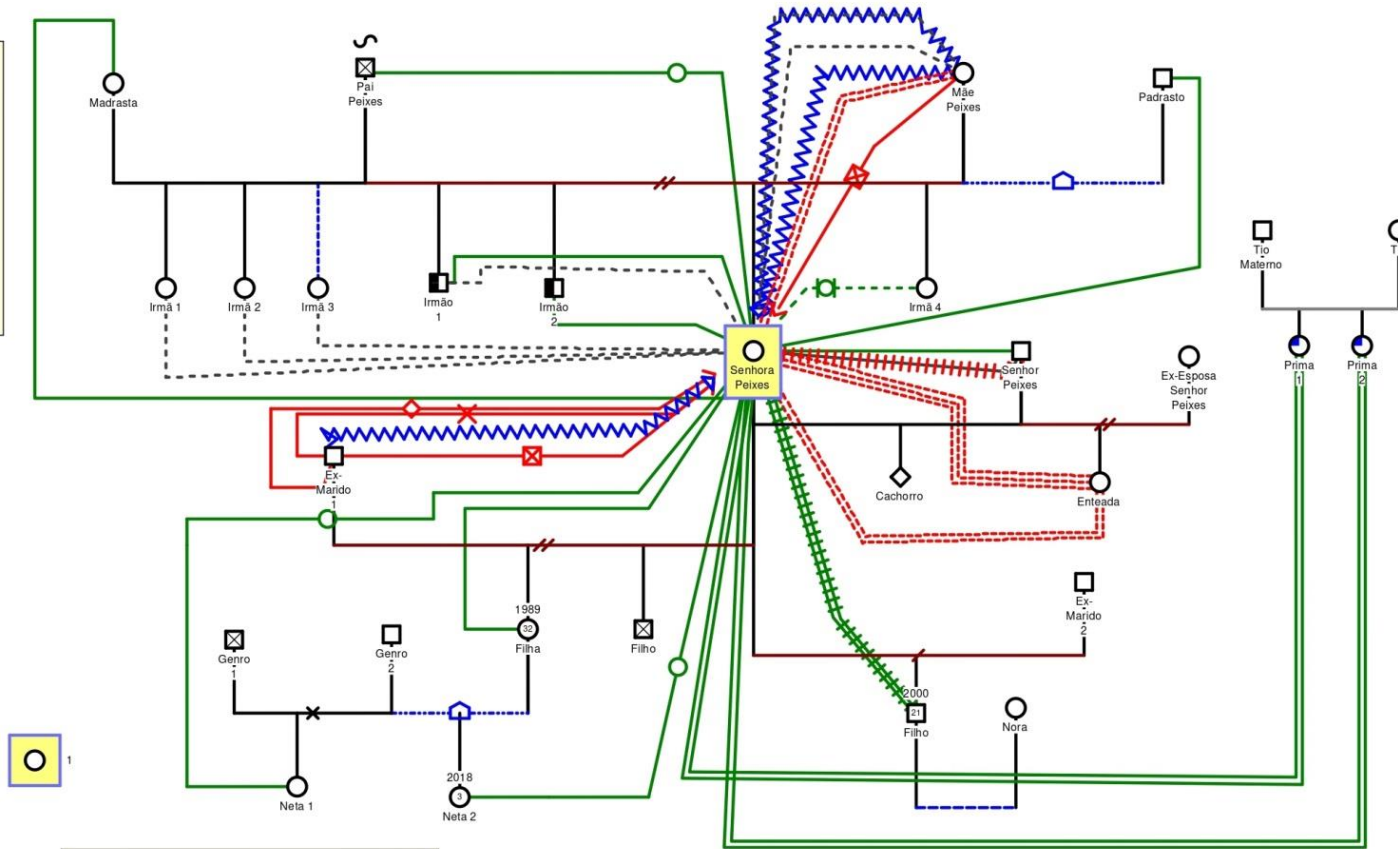 Madrasta
Pai
Peixes
Mãe
Peixes
Padrasto
Tio
Materno
Irmã 1
Irmã 2
Irmã 3
Irmão
1
Irmão
2
Irmã 4
Senhora
Peixes
Senhor
Peixes
Ex-Esposa
Senhor
Peixes
Prima
1
Prima
2
Ex-
Marido
1
Cachorro
Enteada
1989
32
Filha
Filho
Genro
1
Genro
2
Ex-
Marido
2
2000
21
Filho
Nora
1
Neta 1
2018
3
Neta 2